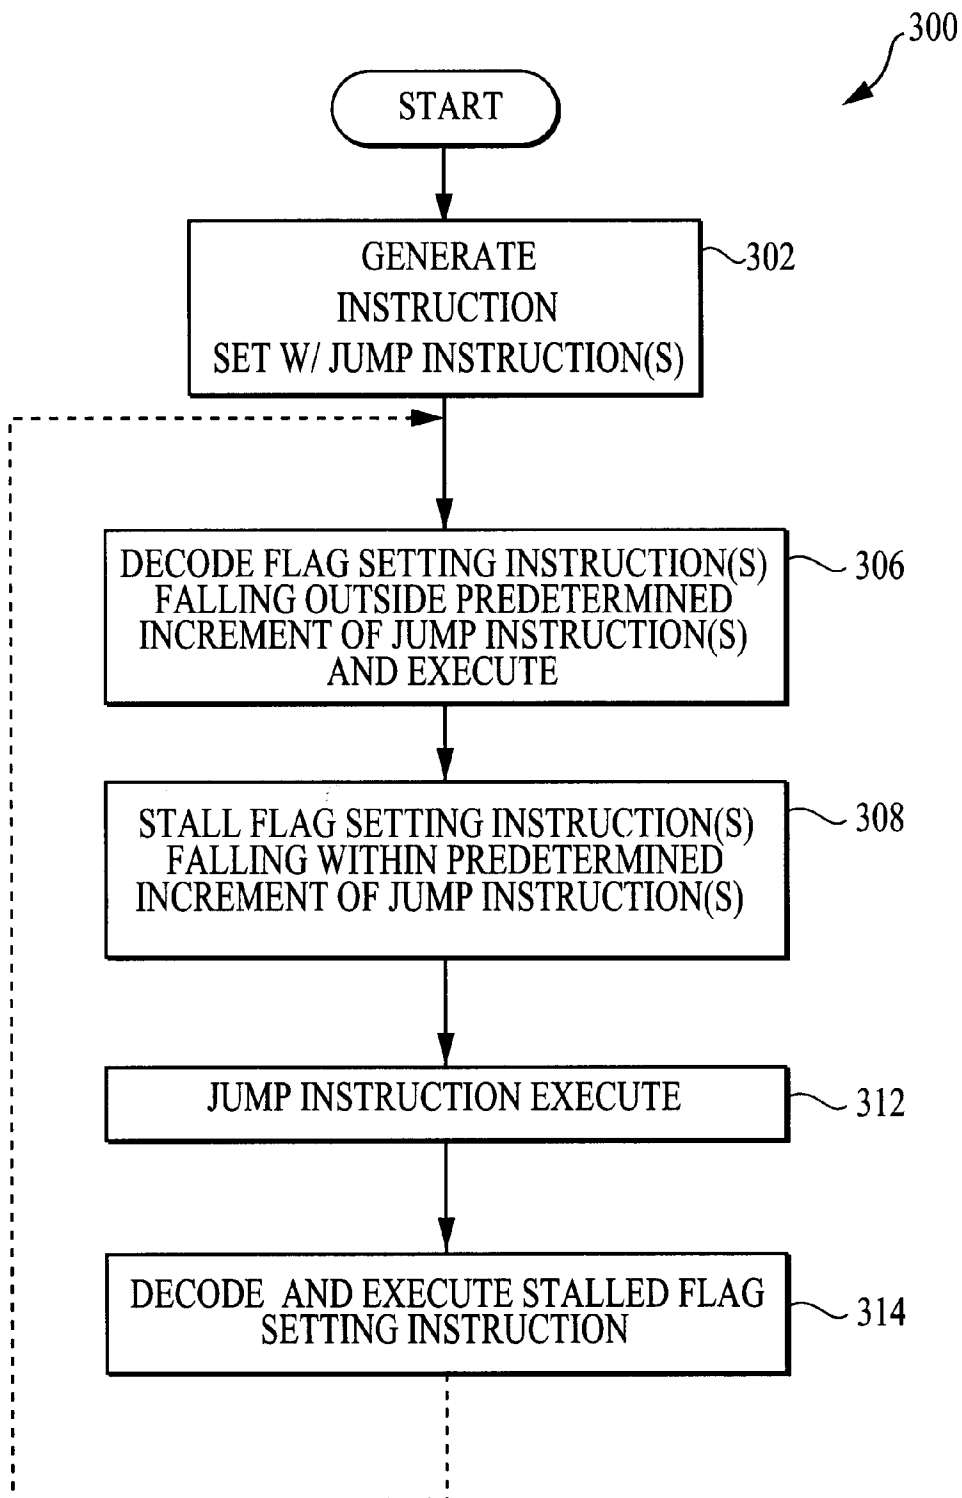 300
START
GENERATE
INSTRUCTION
SET W/ JUMP INSTRUCTION(S)
302
DECODE FLAG SETTING INSTRUCTION(S)
FALLING OUTSIDE PREDETERMINED
INCREMENT OF JUMP INSTRUCTION(S)
AND EXECUTE
306
STALL FLAG SETTING INSTRUCTION(S)
FALLING WITHIN PREDETERMINED
INCREMENT OF JUMP INSTRUCTION(S)
308
JUMP INSTRUCTION EXECUTE
312
DECODE AND EXECUTE STALLED FLAG
SETTING INSTRUCTION
314